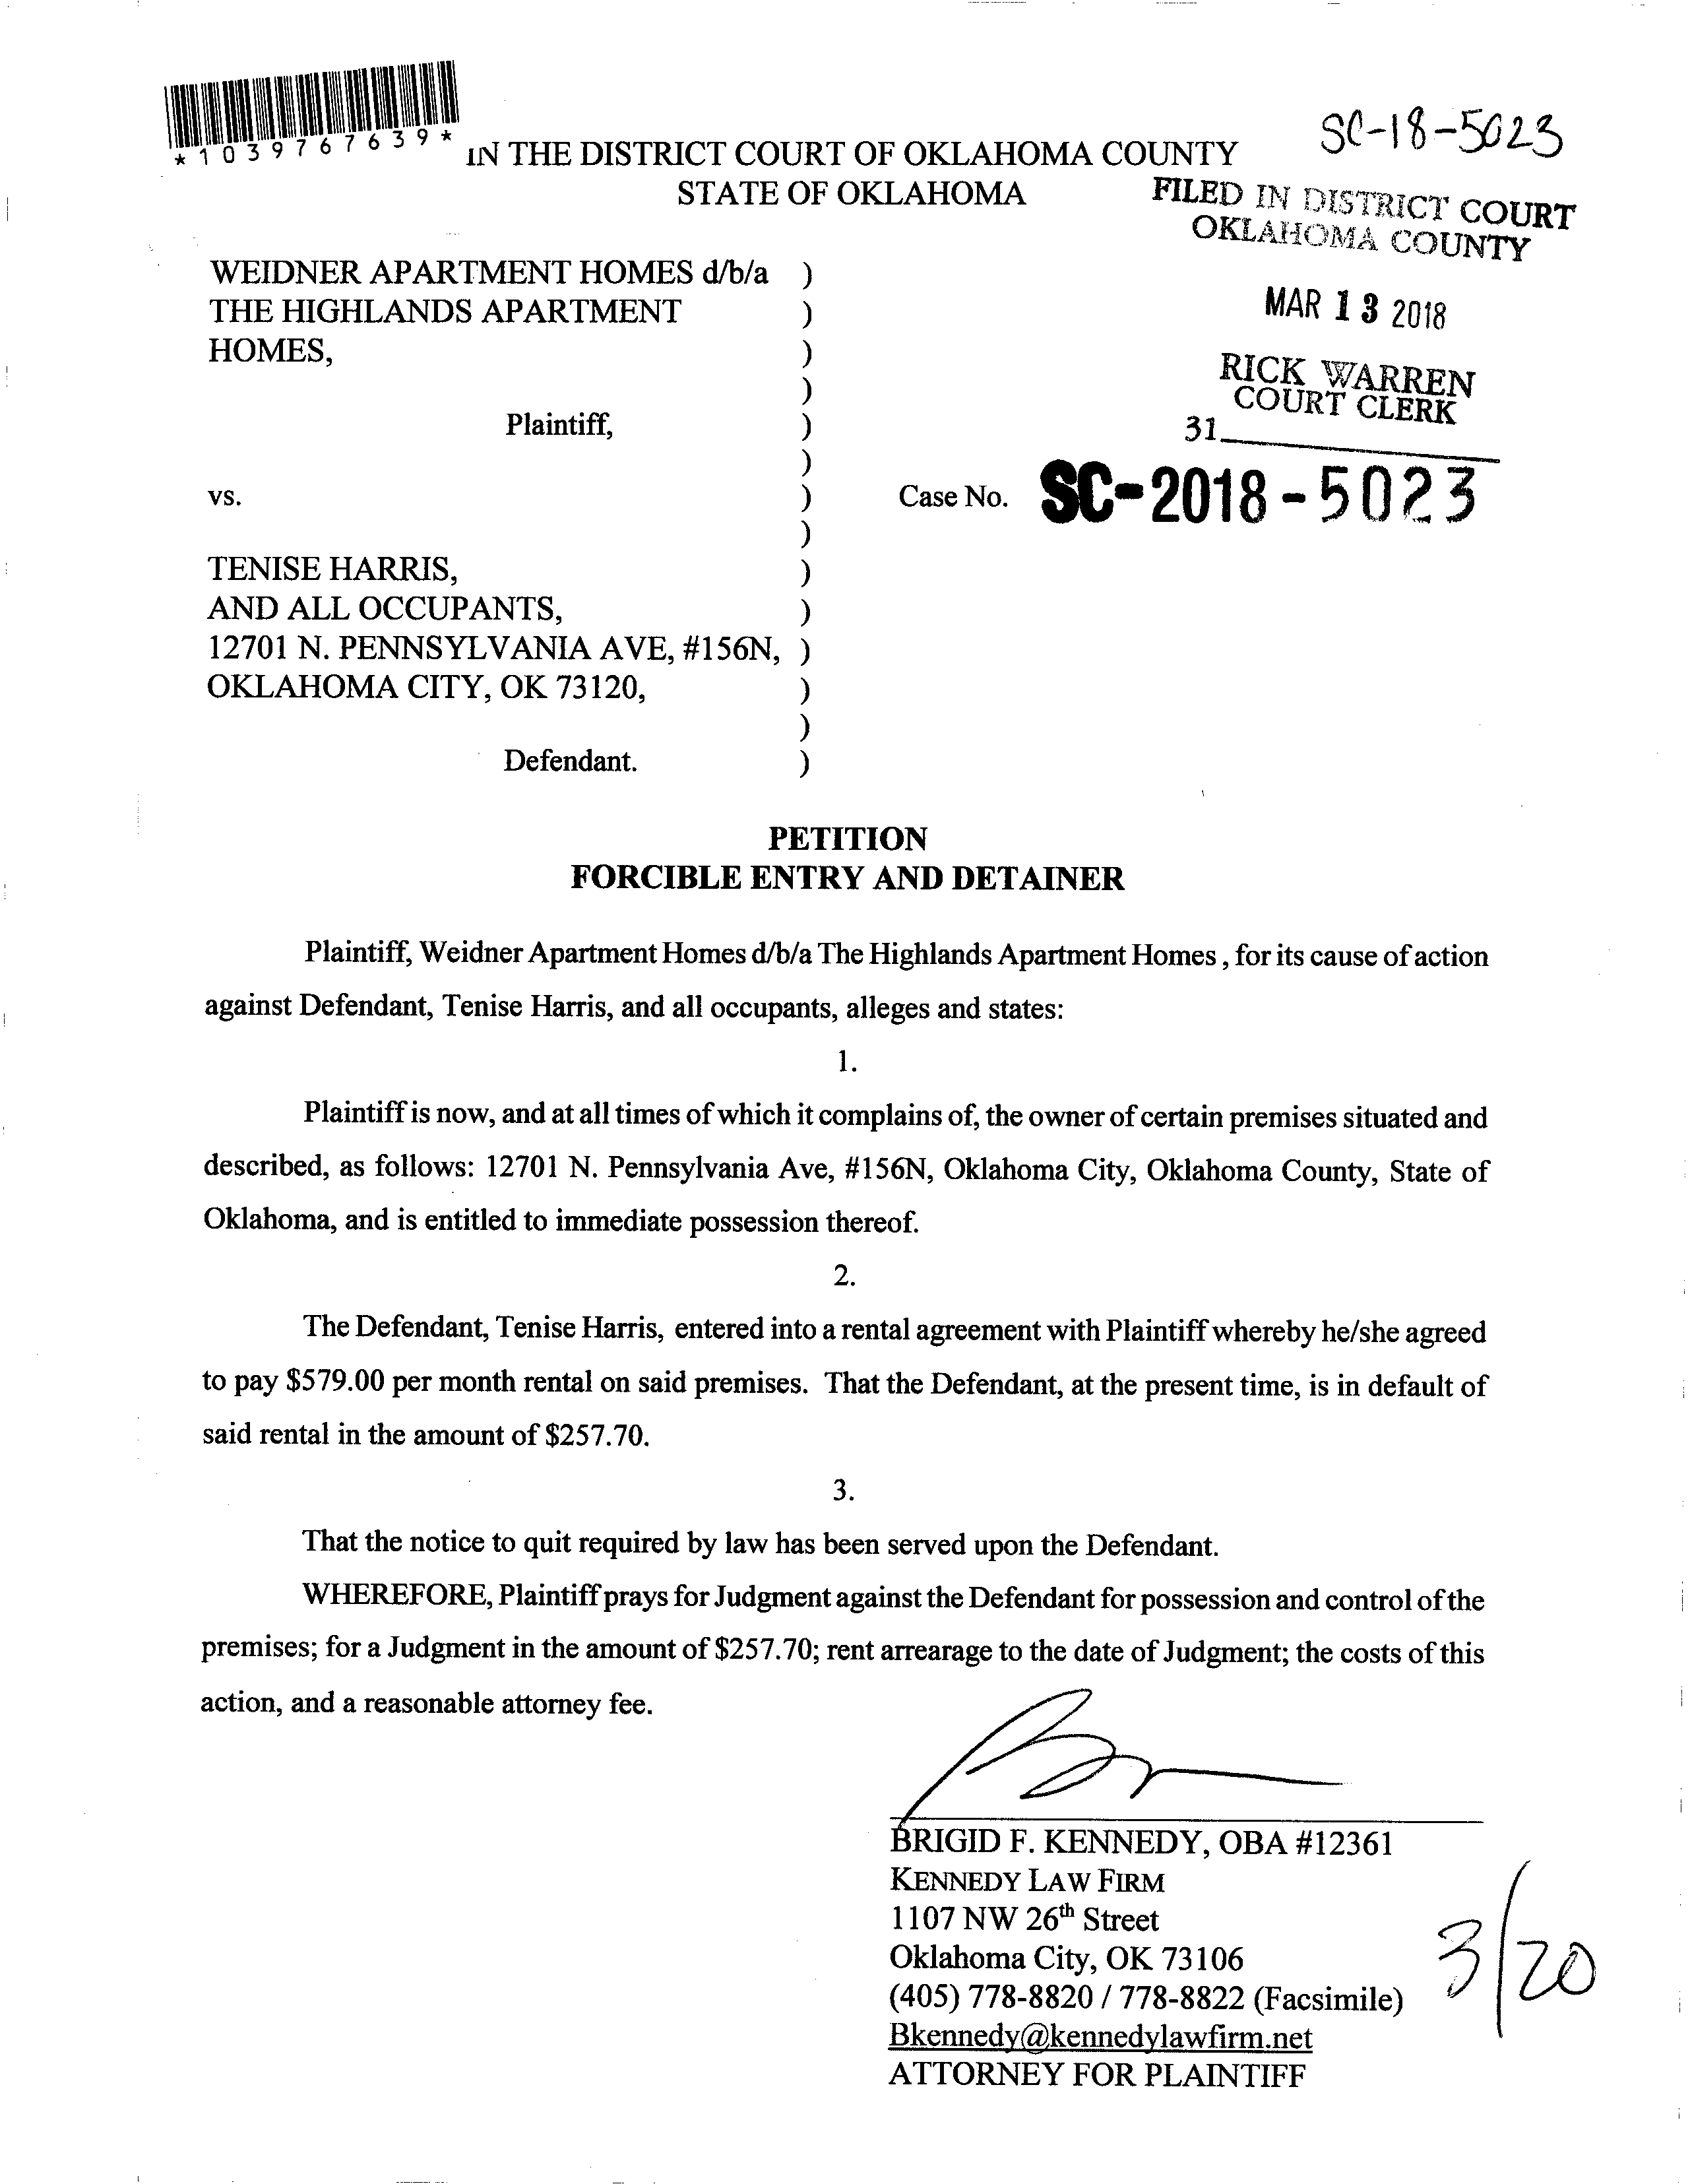 *1039767639*
SC-18-5023
IN THE DISTRICT COURT OF OKLAHOMA COUNTY
STATE OF OKLAHOMA
FILED IN DISTRICT COURT
OKLAHOMA COUNTY
MAR 13 2018
RICK WARREN
COURT CLERK
31
WEIDNER APARTMENT HOMES d/b/a )
THE HIGHLANDS APARTMENT )
HOMES, )
)
Plaintiff, )
)
vs. ) Case No. SC-2018-5023
)
TENISE HARRIS, )
AND ALL OCCUPANTS, )
12701 N. PENNSYLVANIA AVE, #156N, )
OKLAHOMA CITY, OK 73120, )
)
Defendant. )
PETITION
FORCIBLE ENTRY AND DETAINER
Plaintiff, Weidner Apartment Homes d/b/a The Highlands Apartment Homes , for its cause of action
against Defendant, Tenise Harris, and all occupants, alleges and states:
1.
Plaintiff is now, and at all times of which it complains of, the owner of certain premises situated and
described, as follows: 12701 N. Pennsylvania Ave, #156N, Oklahoma City, Oklahoma County, State of
Oklahoma, and is entitled to immediate possession thereof.
2.
The Defendant, Tenise Harris, entered into a rental agreement with Plaintiff whereby he/she agreed
to pay $579.00 per month rental on said premises. That the Defendant, at the present time, is in default of
said rental in the amount of $257.70.
3.
That the notice to quit required by law has been served upon the Defendant.
WHEREFORE, Plaintiff prays for Judgment against the Defendant for possession and control of the
premises; for a Judgment in the amount of $257.70; rent arrearage to the date of Judgment; the costs of this
action, and a reasonable attorney fee.
BRIGID F. KENNEDY, OBA #12361
KENNEDY LAW FIRM
1107 NW 26th Street
Oklahoma City, OK 73106
(405) 778-8820 / 778-8822 (Facsimile)
Bkennedy@kennedylawfirm.net
ATTORNEY FOR PLAINTIFF
3/20